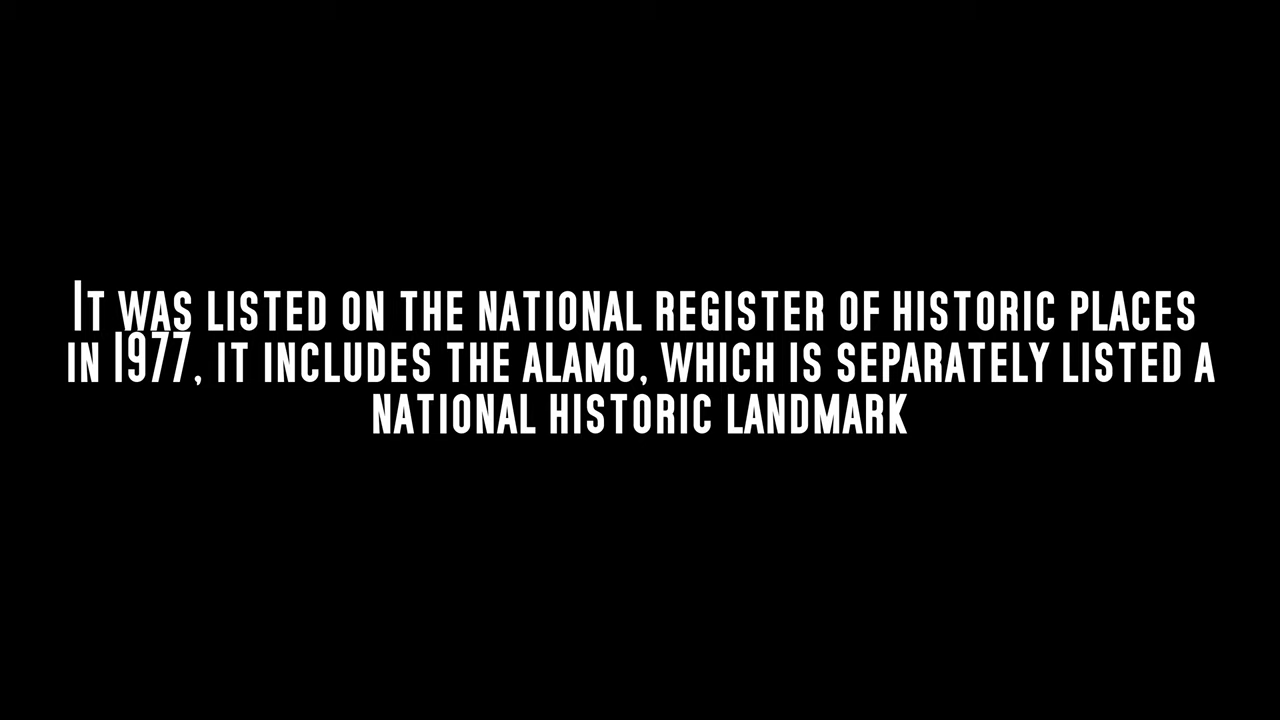 It was listed on the national register of historic places
in 1977, it includes the alamo, which is separately listed a
national historic landmark